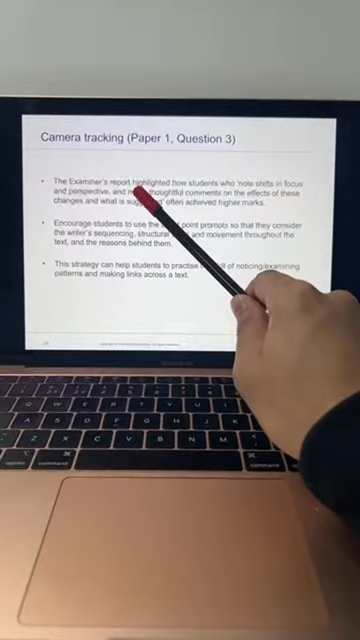 Camera tracking (Paper 1, Question 3)
• The Examiner's report highlighted how students who 'note shifts in focus
and perspective, and thoughtful comments on the effects of these
changes and what is often achieved higher marks.
• Encourage students to use the point prompts so that they consider
the writer's sequencing, structural and movement throughout the
text, and the reasons behind them.
• This strategy can help students to practise of noticing/examining
patterns and making links across a text.
Q W E R T Y U I
A S D F G H J K L
Z X C V B N M <
option command command